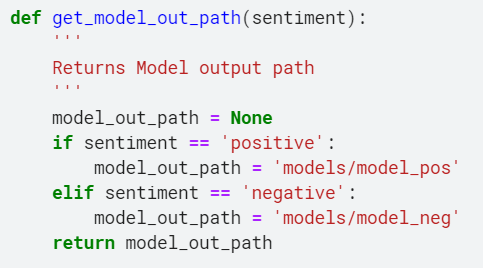 def get_model_out_path(sentiment):
    '''
    Returns Model output path
    '''
    model_out_path = None
    if sentiment == 'positive':
        model_out_path = 'models/model_pos'
    elif sentiment == 'negative':
        model_out_path = 'models/model_neg'
    return model_out_path